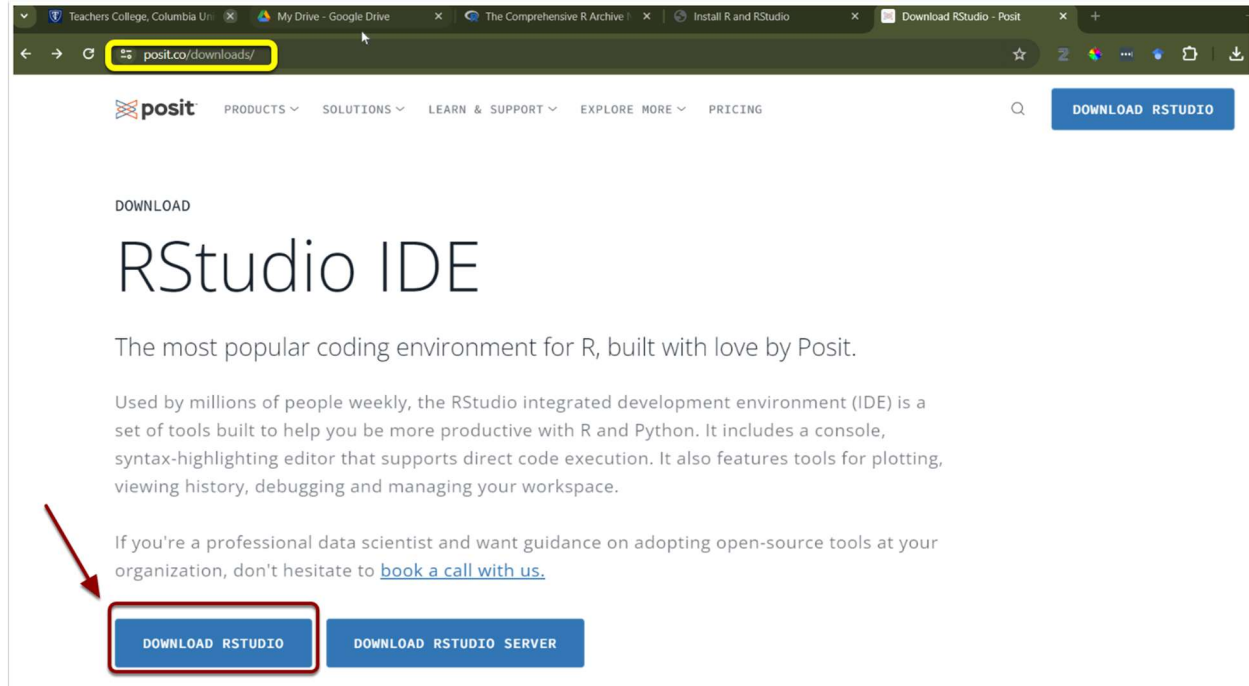 Teachers College, Columbia Uni
My Drive - Google Drive
The Comprehensive R Archive N
Install R and RStudio
Download RStudio - Posit
posit.co/downloads/
posit
PRODUCTS
SOLUTIONS
LEARN & SUPPORT
EXPLORE MORE
PRICING
DOWNLOAD RSTUDIO
DOWNLOAD
RStudio IDE
The most popular coding environment for R, built with love by Posit.
Used by millions of people weekly, the RStudio integrated development environment (IDE) is a
set of tools built to help you be more productive with R and Python. It includes a console,
syntax-highlighting editor that supports direct code execution. It also features tools for plotting,
viewing history, debugging and managing your workspace.
If you're a professional data scientist and want guidance on adopting open-source tools at your
organization, don't hesitate to book a call with us.
DOWNLOAD RSTUDIO
DOWNLOAD RSTUDIO SERVER